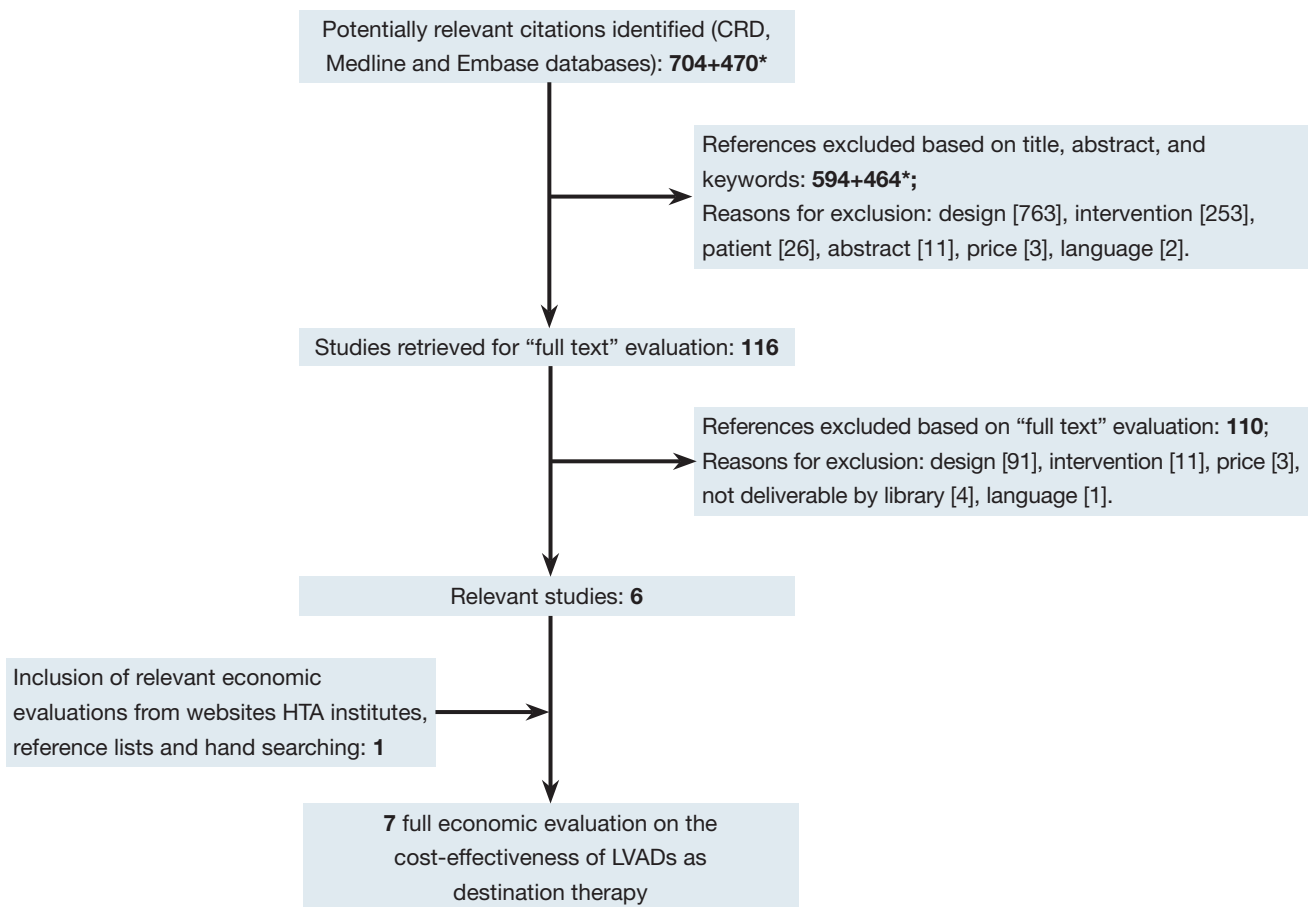 Potentially relevant citations identified (CRD,
Medline and Embase databases): 704+470*
References excluded based on title, abstract, and
keywords: 594+464*;
Reasons for exclusion: design [763], intervention [253],
patient [26], abstract [11], price [3], language [2].
Studies retrieved for “full text” evaluation: 116
References excluded based on “full text” evaluation: 110;
Reasons for exclusion: design [91], intervention [11], price [3],
not deliverable by library [4], language [1].
Relevant studies: 6
Inclusion of relevant economic
evaluations from websites HTA institutes,
reference lists and hand searching: 1
7 full economic evaluation on the
cost-effectiveness of LVADs as
destination therapy